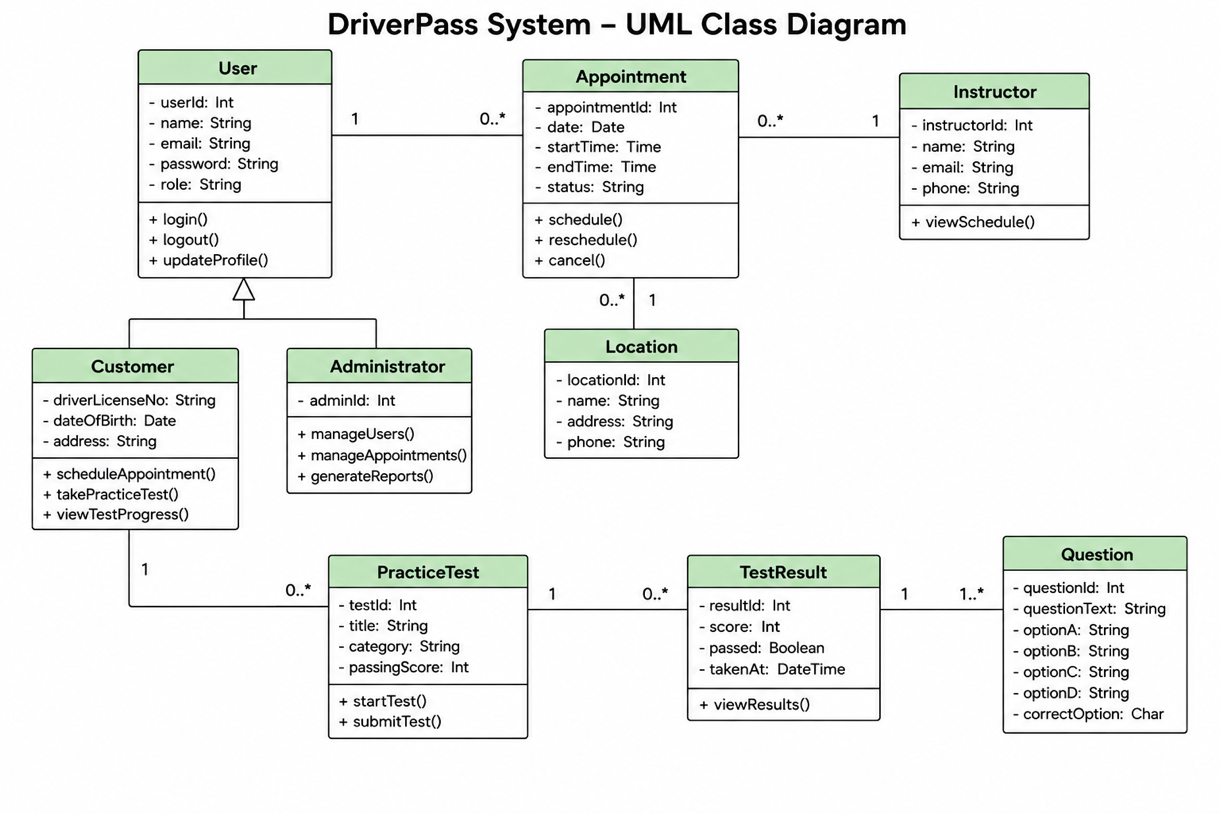 DriverPass System – UML Class Diagram
User
- userId: Int
- name: String
- email: String
- password: String
- role: String
+ login()
+ logout()
+ updateProfile()
1
0..*
Appointment
- appointmentId: Int
- date: Date
- startTime: Time
- endTime: Time
- status: String
+ schedule()
+ reschedule()
+ cancel()
0..*
1
Instructor
- instructorId: Int
- name: String
- email: String
- phone: String
+ viewSchedule()
0..*
1
Customer
- driverLicenseNo: String
- dateOfBirth: Date
- address: String
+ scheduleAppointment()
+ takePracticeTest()
+ viewTestProgress()
Administrator
- adminId: Int
+ manageUsers()
+ manageAppointments()
+ generateReports()
Location
- locationId: Int
- name: String
- address: String
- phone: String
1
0..*
PracticeTest
- testId: Int
- title: String
- category: String
- passingScore: Int
+ startTest()
+ submitTest()
1
0..*
TestResult
- resultId: Int
- score: Int
- passed: Boolean
- takenAt: DateTime
+ viewResults()
1
1..*
Question
- questionId: Int
- questionText: String
- optionA: String
- optionB: String
- optionC: String
- optionD: String
- correctOption: Char